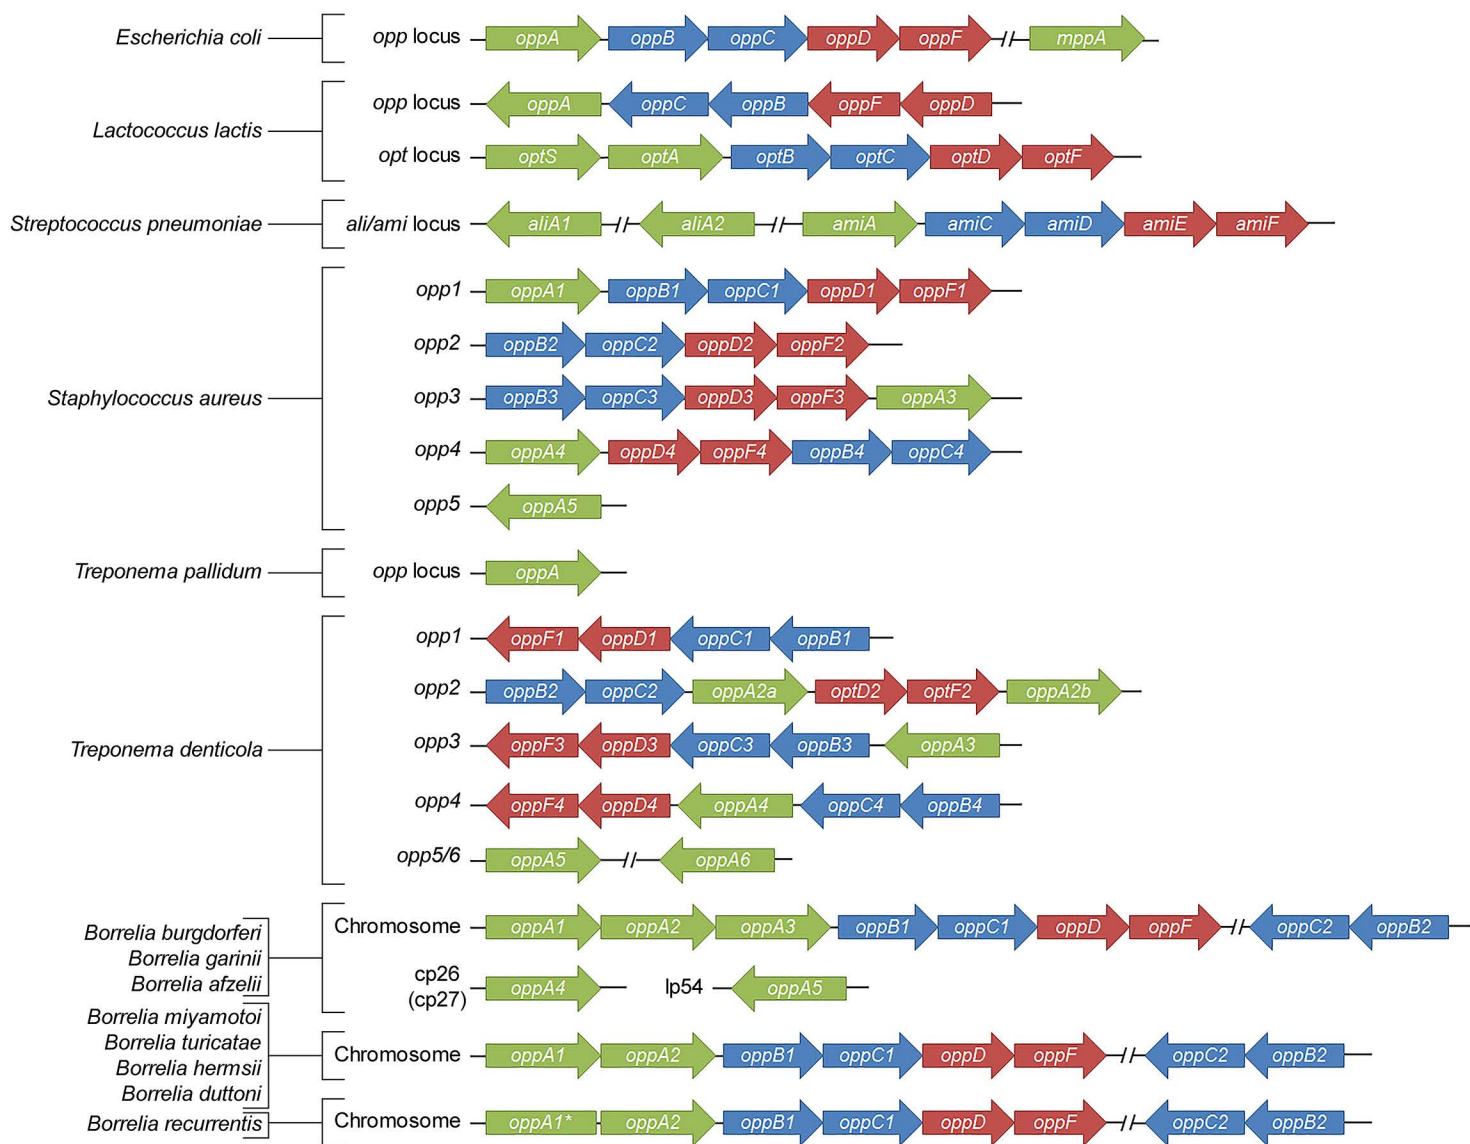 Escherichia coli opp locus oppA oppB oppC oppD oppF // mppA
Lactococcus lactis
opp locus oppA oppC oppB oppF oppD
opt locus optS optA optB optC optD optF
Streptococcus pneumoniae ali/ami locus aliA1 // aliA2 // amiA amiC amiD amiE amiF
Staphylococcus aureus
opp1 oppA1 oppB1 oppC1 oppD1 oppF1
opp2 oppB2 oppC2 oppD2 oppF2
opp3 oppB3 oppC3 oppD3 oppF3 oppA3
opp4 oppA4 oppD4 oppF4 oppB4 oppC4
opp5 oppA5
Treponema pallidum opp locus oppA
Treponema denticola
opp1 oppF1 oppD1 oppC1 oppB1
opp2 oppB2 oppC2 oppA2a optD2 optF2 oppA2b
opp3 oppF3 oppD3 oppC3 oppB3 oppA3
opp4 oppF4 oppD4 oppA4 oppC4 oppB4
opp5/6 oppA5 // oppA6
Borrelia burgdorferi
Borrelia garinii
Borrelia afzelii
Chromosome oppA1 oppA2 oppA3 oppB1 oppC1 oppD oppF // oppC2 oppB2
cp26
(cp27)
oppA4 lp54 oppA5
Borrelia miyamotoi
Borrelia turicatae
Borrelia hermsii
Borrelia duttoni
Chromosome oppA1 oppA2 oppB1 oppC1 oppD oppF // oppC2 oppB2
Borrelia recurrentis Chromosome oppA1* oppA2 oppB1 oppC1 oppD oppF // oppC2 oppB2